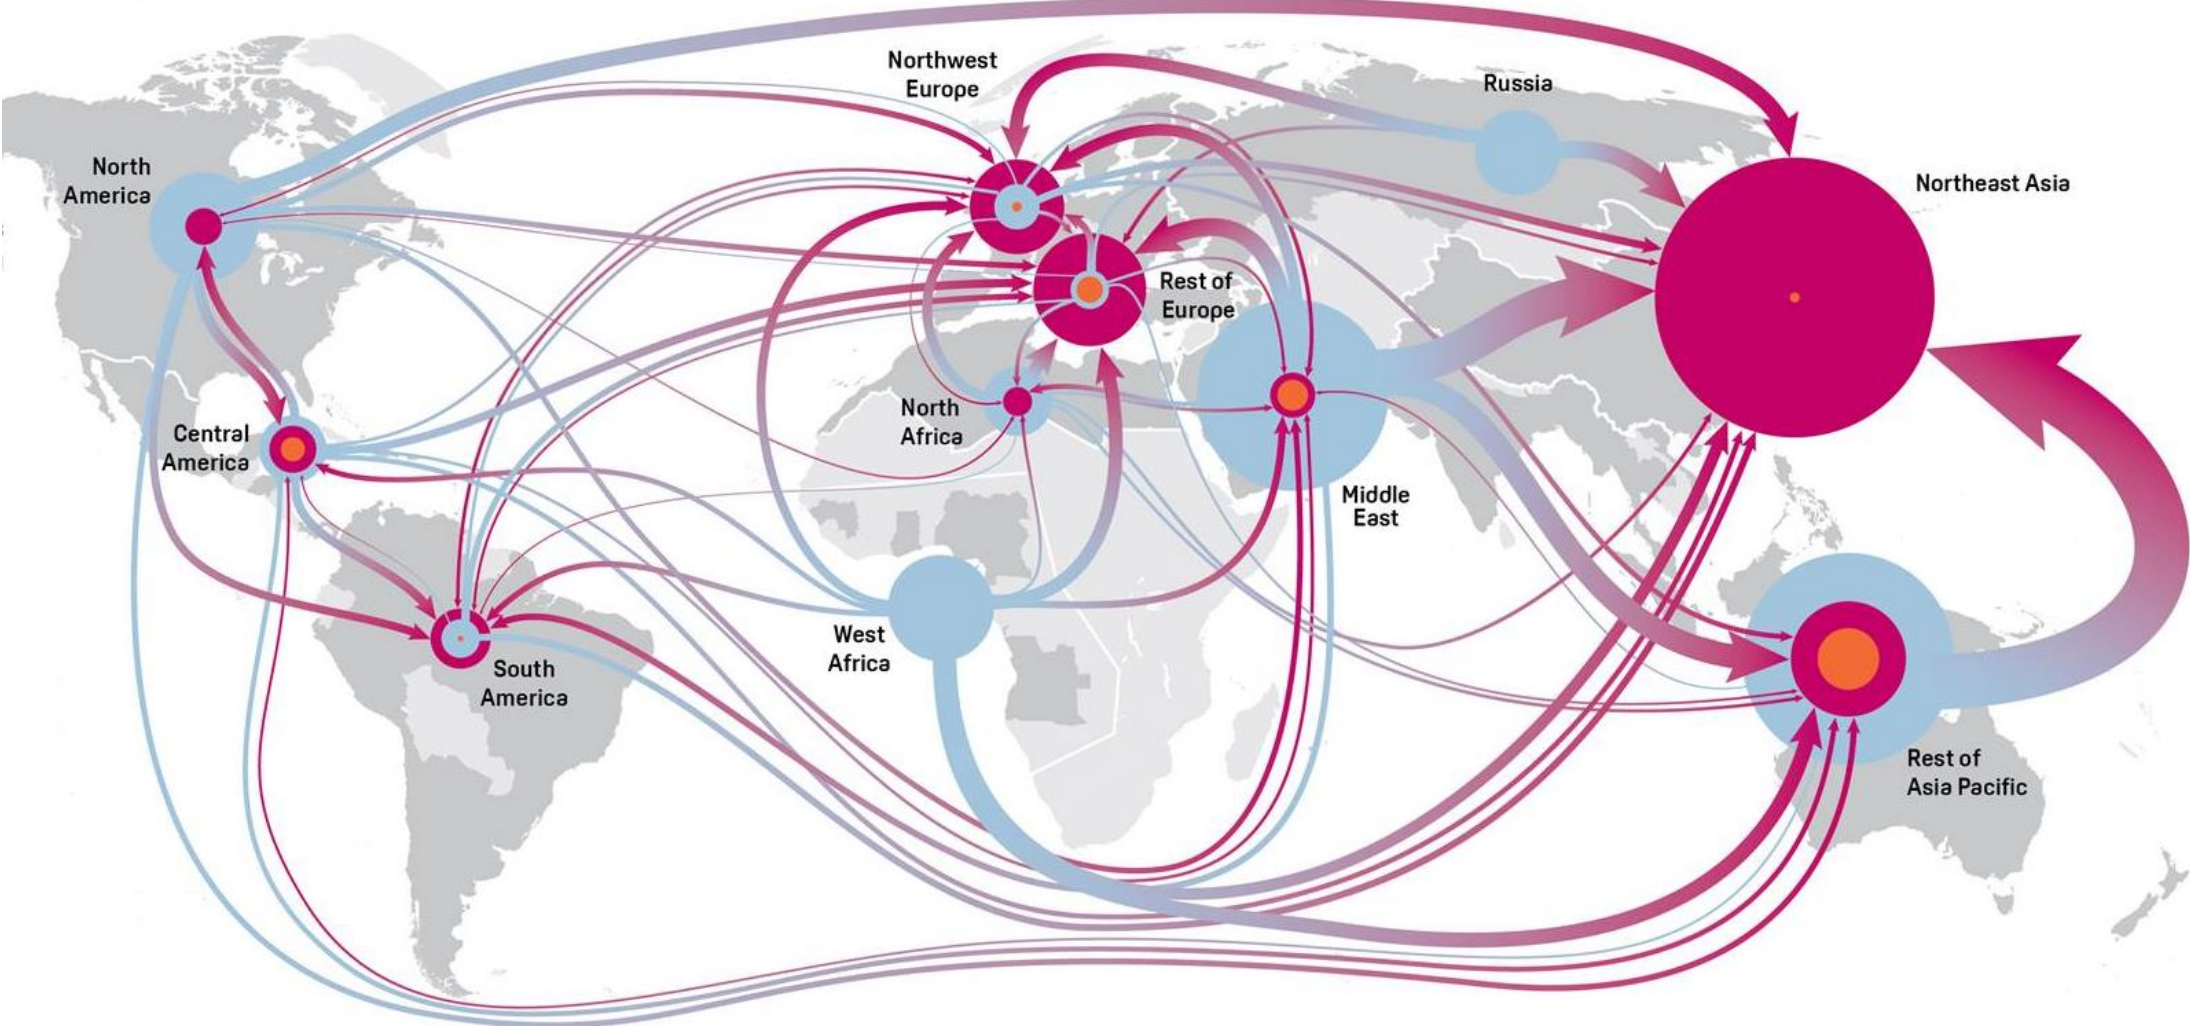 Northwest
Europe
Russia
North
America
Northeast Asia
Rest of
Europe
North
Africa
Central
America
Middle
East
West
Africa
South
America
Rest of
Asia Pacific